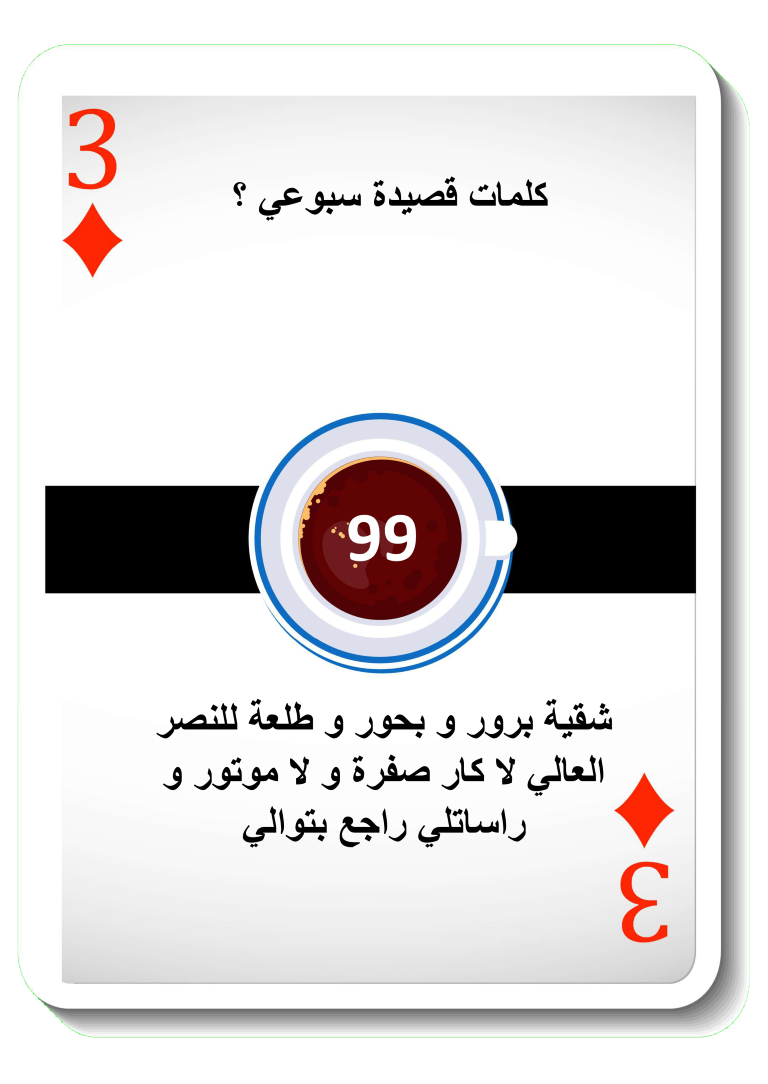 3
كلمات قصيدة سبوعي ؟
99
شقية برور و بحور و طلعة للنصر
العالي لا كار صفرة و لا موتور و
راساتلي راجع بتوالي
3